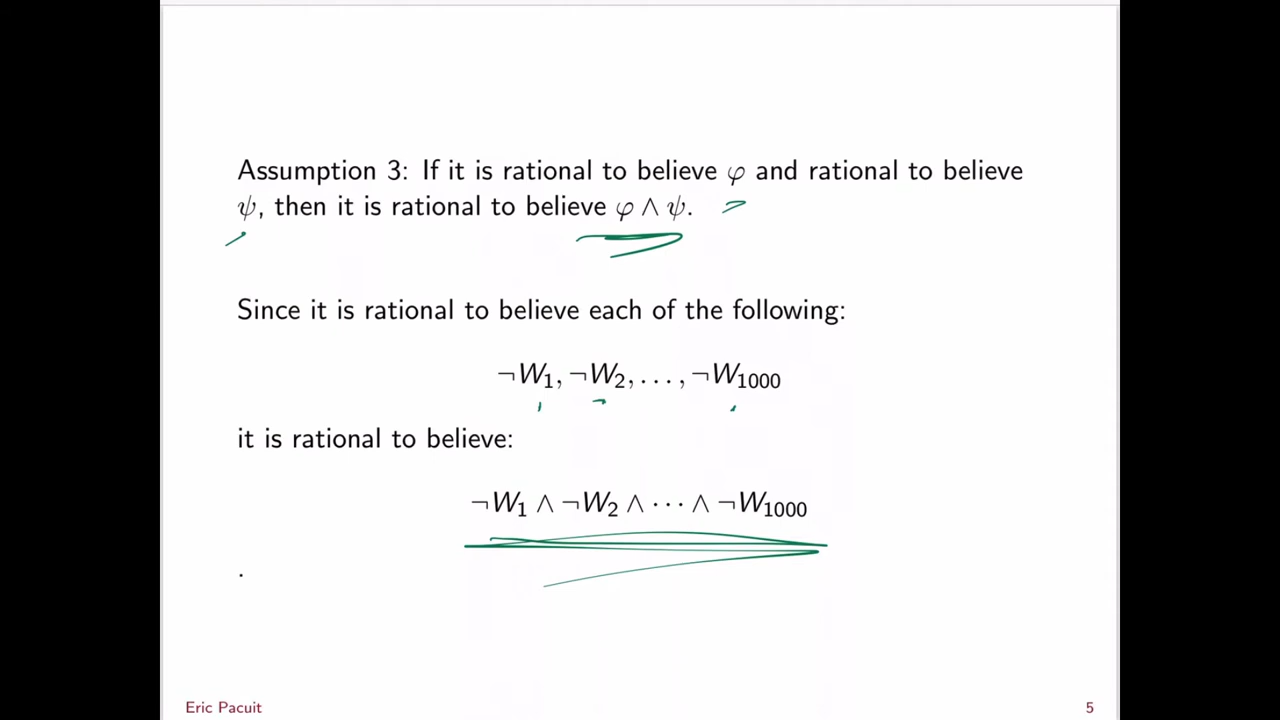 Assumption 3: If it is rational to believe φ and rational to believe
ψ, then it is rational to believe φ ∧ ψ.
Since it is rational to believe each of the following:
¬W₁, ¬W₂, . . . , ¬W₁₀₀₀
it is rational to believe:
¬W₁ ∧ ¬W₂ ∧ · · · ∧ ¬W₁₀₀₀
.
Eric Pacuit 5